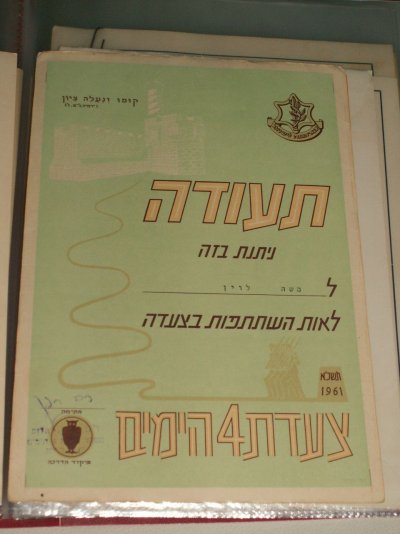 קומו ונעלה ציון
תעודה
ניתנת בזה
ל משה לוין
לאות השתתפות בצעדה
תשכ"א
1961
צעדת 4 הימים